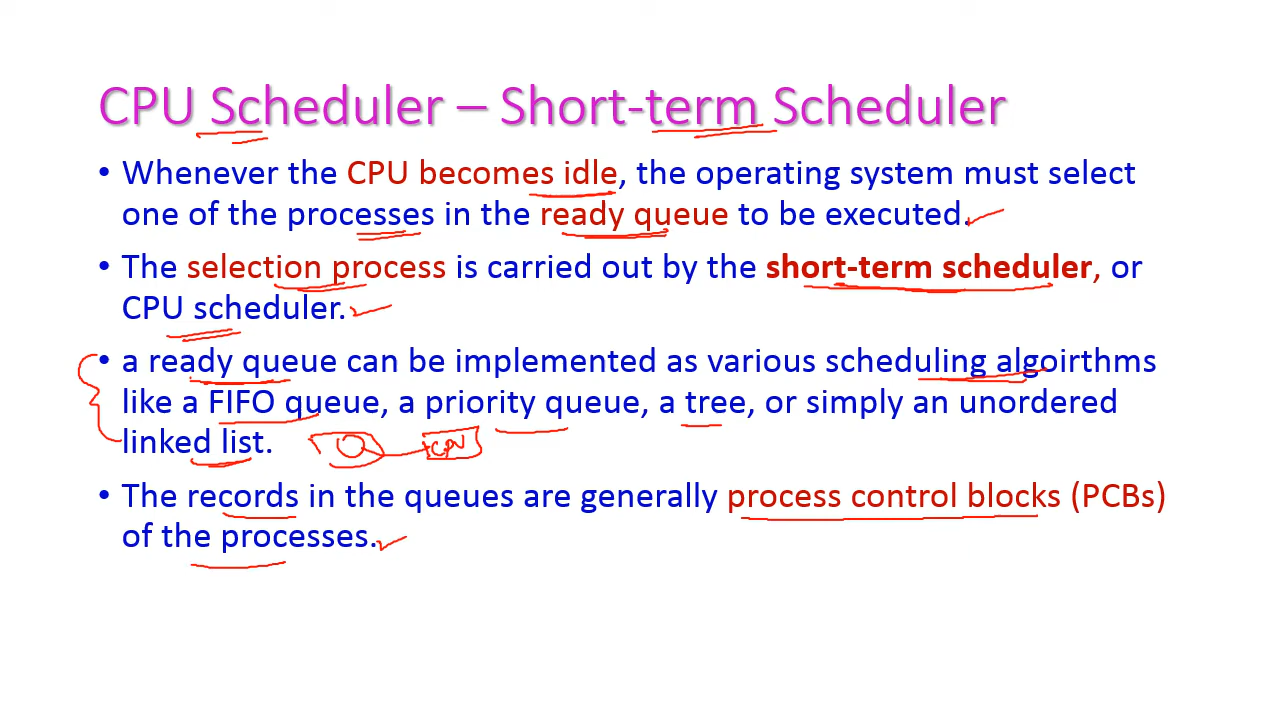 CPU Scheduler – Short-term Scheduler
• Whenever the CPU becomes idle, the operating system must select
one of the processes in the ready queue to be executed.
• The selection process is carried out by the short-term scheduler, or
CPU scheduler.
• a ready queue can be implemented as various scheduling algoirthms
like a FIFO queue, a priority queue, a tree, or simply an unordered
linked list.
CPU
• The records in the queues are generally process control blocks (PCBs)
of the processes.